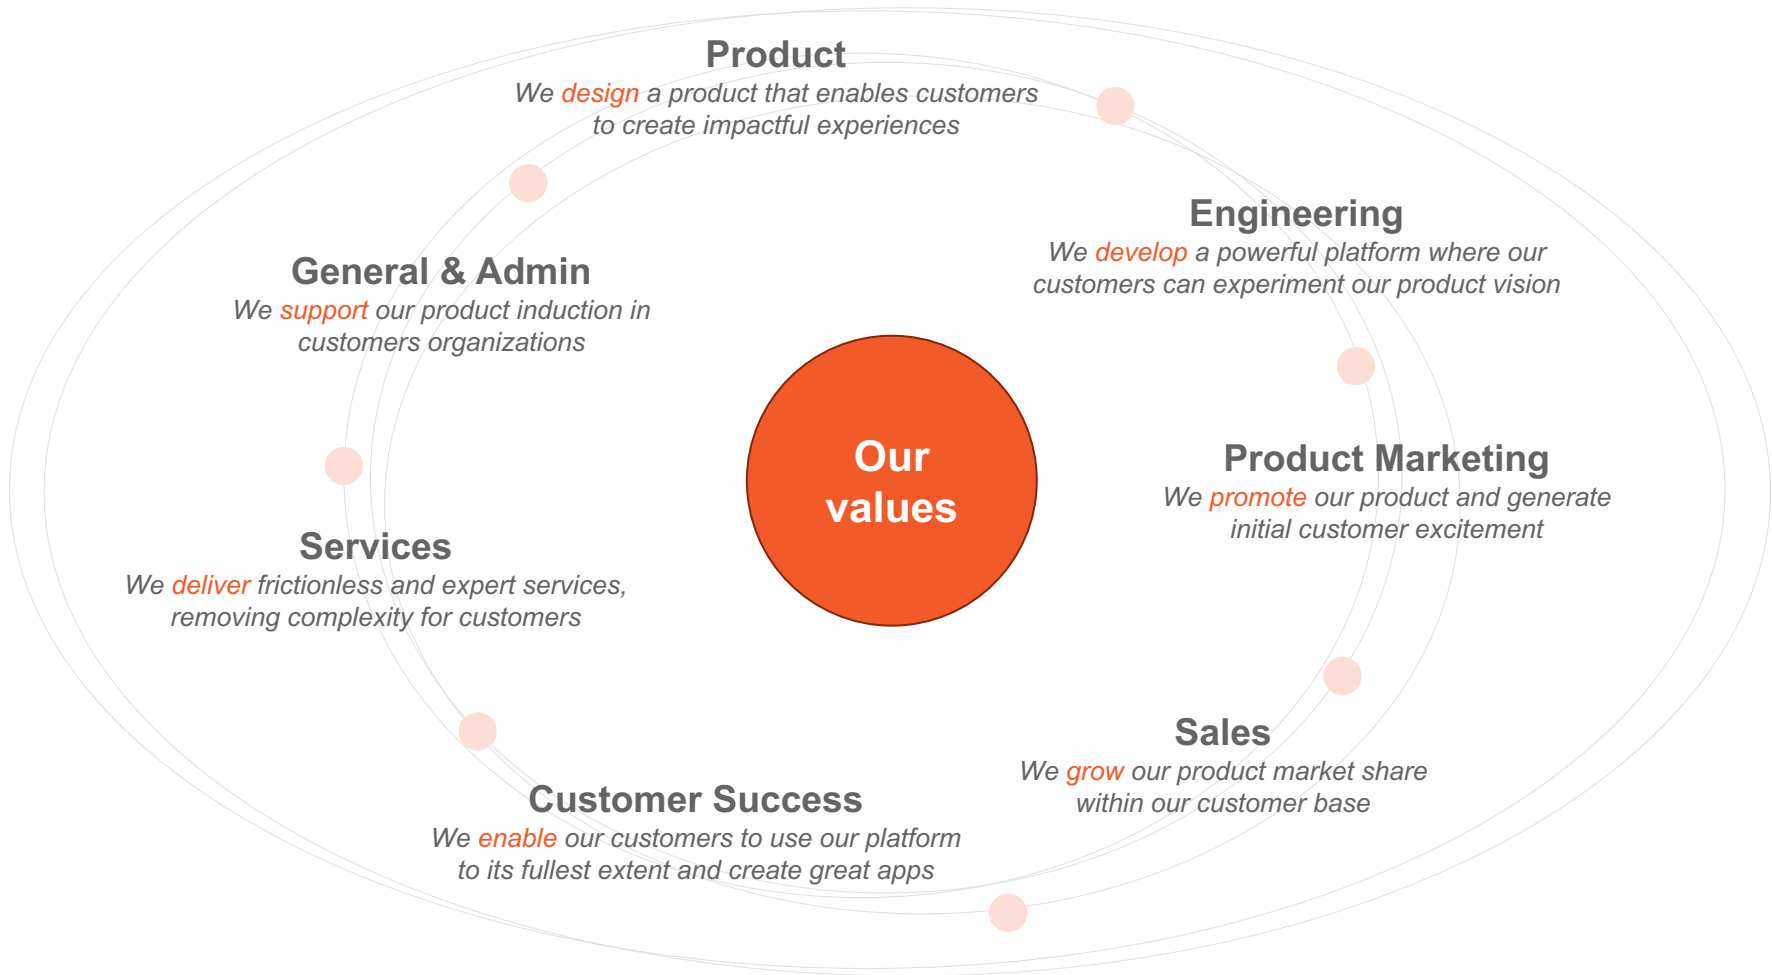 Product
We design a product that enables customers
to create impactful experiences
Engineering
We develop a powerful platform where our
customers can experiment our product vision
General & Admin
We support our product induction in
customers organizations
Our
values
Product Marketing
We promote our product and generate
initial customer excitement
Services
We deliver frictionless and expert services,
removing complexity for customers
Sales
We grow our product market share
within our customer base
Customer Success
We enable our customers to use our platform
to its fullest extent and create great apps